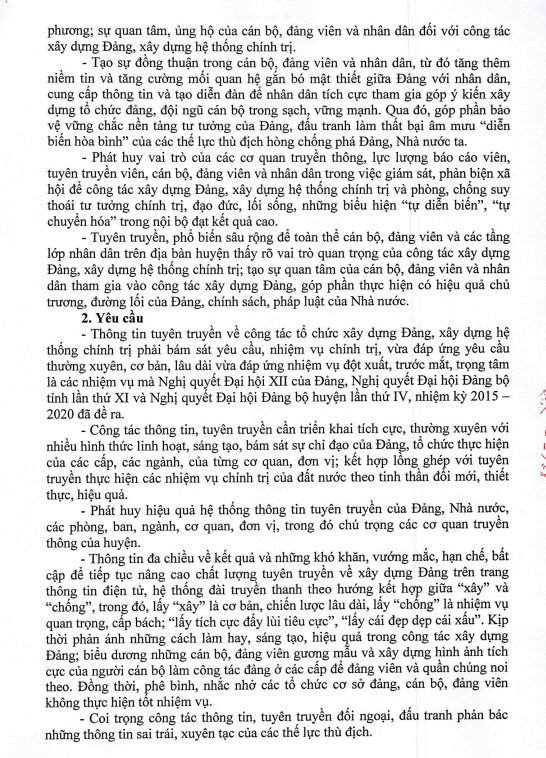 phương; sự quan tâm, ủng hộ của cán bộ, đảng viên và nhân dân đối với công tác
xây dựng Đảng, xây dựng hệ thống chính trị.
- Tạo sự đồng thuận trong cán bộ, đảng viên và nhân dân, từ đó tăng thêm
niềm tin và tăng cường mối quan hệ gắn bó mật thiết giữa Đảng với nhân dân,
cung cấp thông tin và tạo diễn đàn để nhân dân tích cực tham gia góp ý kiến xây
dựng tổ chức đảng, đội ngũ cán bộ trong sạch, vững mạnh. Qua đó, góp phần bảo
vệ vững chắc nền tảng tư tưởng của Đảng, đấu tranh làm thất bại âm mưu “diễn
biến hòa bình” của các thế lực thù địch hòng chống phá Đảng, Nhà nước ta.
- Phát huy vai trò của các cơ quan truyền thông, lực lượng báo cáo viên,
tuyên truyền viên, cán bộ, đảng viên và nhân dân trong việc giám sát, phản biện xã
hội để công tác xây dựng Đảng, xây dựng hệ thống chính trị và phòng, chống suy
thoái tư tưởng chính trị, đạo đức, lối sống, những biểu hiện “tự diễn biến”, “tự
chuyển hóa” trong nội bộ đạt kết quả cao.
- Tuyên truyền, phổ biến sâu rộng để toàn thể cán bộ, đảng viên và các tầng
lớp nhân dân trên địa bàn huyện thấy rõ vai trò quan trọng của công tác xây dựng
Đảng, xây dựng hệ thống chính trị; tạo sự quan tâm của cán bộ, đảng viên và nhân
dân tham gia vào công tác xây dựng Đảng, góp phần thực hiện có hiệu quả chủ
trương, đường lối của Đảng, chính sách, pháp luật của Nhà nước.
2. Yêu cầu
- Thông tin tuyên truyền về công tác tổ chức xây dựng Đảng, xây dựng hệ
thống chính trị phải bám sát yêu cầu, nhiệm vụ chính trị, vừa đáp ứng yêu cầu
thường xuyên, cơ bản, lâu dài vừa đáp ứng nhiệm vụ đột xuất, trước mắt, trọng tâm
là các nhiệm vụ mà Nghị quyết Đại hội XII của Đảng, Nghị quyết Đại hội Đảng bộ
tỉnh lần thứ XI và Nghị quyết Đại hội Đảng bộ huyện lần thứ IV, nhiệm kỳ 2015 –
2020 đã đề ra.
- Công tác thông tin, tuyên truyền cần triển khai tích cực, thường xuyên với
nhiều hình thức linh hoạt, sáng tạo, bám sát sự chỉ đạo của Đảng, tổ chức thực hiện
của các cấp, các ngành, của từng cơ quan, đơn vị; kết hợp lồng ghép với tuyên
truyền thực hiện các nhiệm vụ chính trị của đất nước theo tinh thần đổi mới, thiết
thực, hiệu quả.
- Phát huy hiệu quả hệ thống thông tin tuyên truyền của Đảng, Nhà nước,
các phòng, ban, ngành, cơ quan, đơn vị, trong đó chú trọng các cơ quan truyền
thông của huyện.
- Thông tin đa chiều về kết quả và những khó khăn, vướng mắc, hạn chế, bất
cập để tiếp tục nâng cao chất lượng tuyên truyền về xây dựng Đảng trên trang
thông tin điện tử, hệ thống đài truyền thanh theo hướng kết hợp giữa “xây” và
“chống”, trong đó, lấy “xây” là cơ bản, chiến lược lâu dài, lấy “chống” là nhiệm vụ
quan trọng, cấp bách; “lấy tích cực đẩy lùi tiêu cực”, “lấy cái đẹp dẹp cái xấu”. Kịp
thời phản ánh những cách làm hay, sáng tạo, hiệu quả trong công tác xây dựng
Đảng; biểu dương những cán bộ, đảng viên gương mẫu và xây dựng hình ảnh tích
cực của người cán bộ làm công tác đảng ở các cấp để đảng viên và quần chúng noi
theo. Đồng thời, phê bình, nhắc nhở các tổ chức cơ sở đảng, cán bộ, đảng viên
không thực hiện tốt nhiệm vụ.
- Coi trọng công tác thông tin, tuyên truyền đối ngoại, đấu tranh phản bác
những thông tin sai trái, xuyên tạc của các thế lực thù địch.